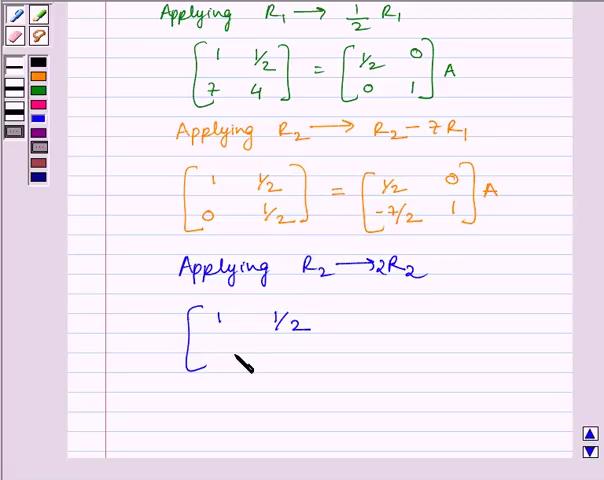 Applying R₁ → 1/2 R₁
[1 1/2] = [1/2 0] A
[7 4] [0 1]
Applying R₂ → R₂ − 7R₁
[1 1/2] = [1/2 0] A
[0 1/2] [-7/2 1]
Applying R₂ → 2R₂
[1 1/2